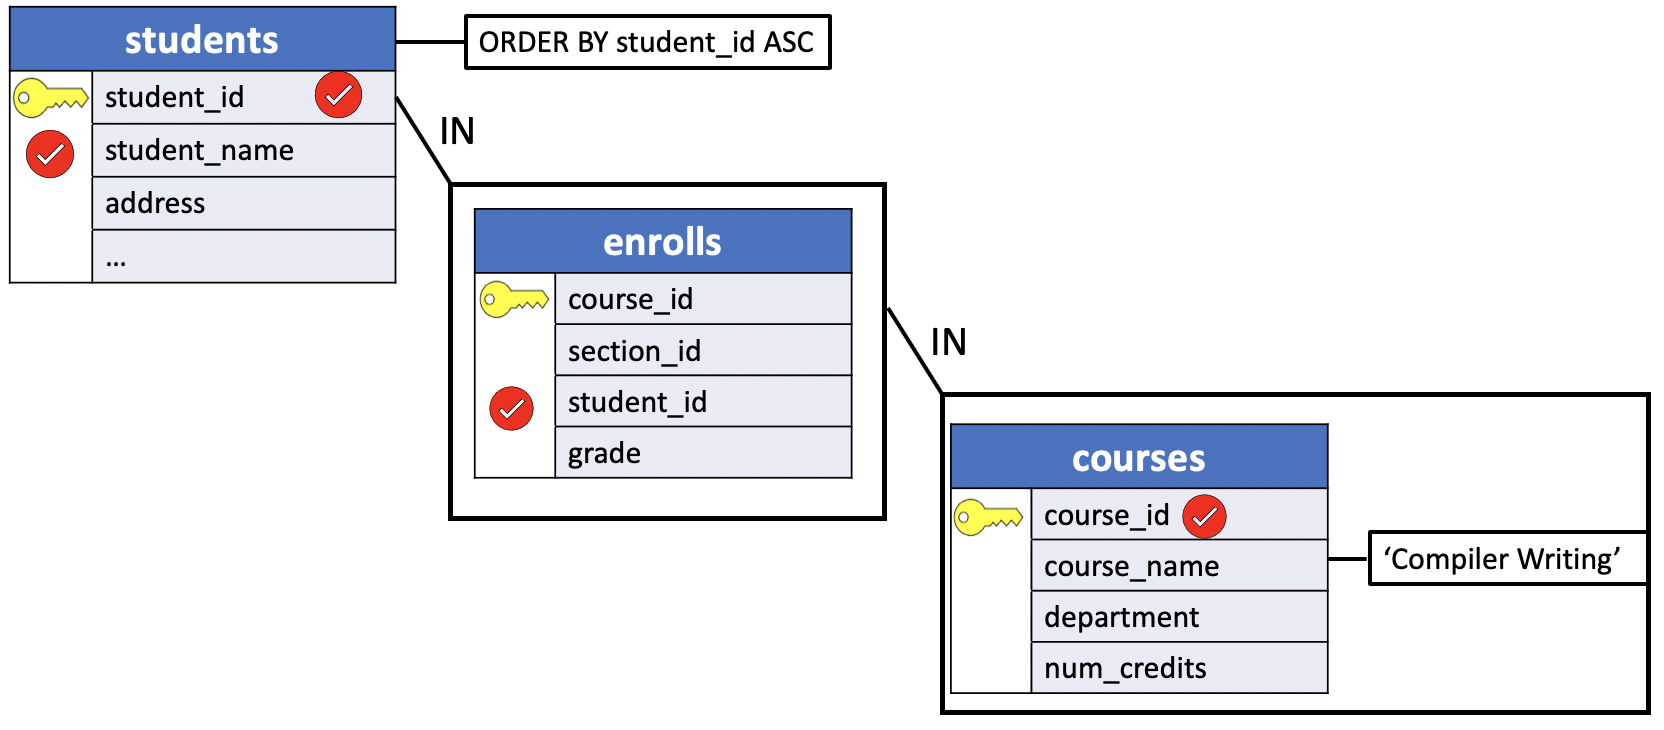 students
ORDER BY student_id ASC
student_id
student_name
address
...
IN
enrolls
course_id
section_id
student_id
grade
IN
courses
course_id
course_name
department
num_credits
‘Compiler Writing’